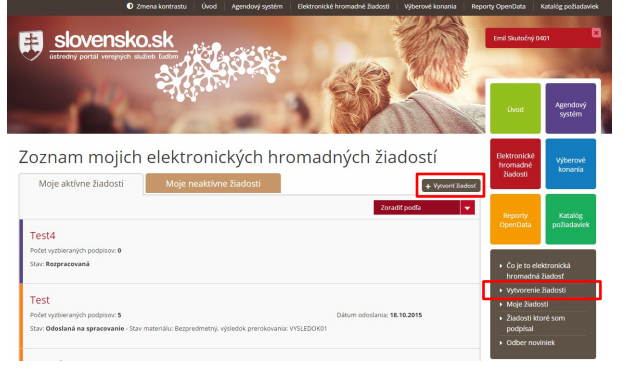 Zmena kontrastu Úvod Agendový systém Elektronické hromadné žiadosti Výberové konania Reporty OpenData Katalóg požiadaviek
slovensko.sk
ústredný portál verejných služieb ľuďom
Emil Skutočný 0401
Úvod
Agendový
systém
Zoznam mojich elektronických hromadných žiadostí
Elektronické
hromadné
žiadosti
Výberové
konania
Moje aktívne žiadosti Moje neaktívne žiadosti
+ Vytvoriť žiadosť
Zoradiť podľa
Reporty
OpenData
Katalóg
požiadaviek
Test4
Počet vyzbieraných podpisov: 0
Stav: Rozpracovaná
Test
Počet vyzbieraných podpisov: 5 Dátum odoslania: 18.10.2015
Stav: Odoslaná na spracovanie - Stav materiálu: Bezpredmetný, výsledok prerokovania: VYSLEDOK01
Čo je to elektronická
hromadná žiadosť
Vytvorenie žiadosti
Moje žiadosti
Žiadosti ktoré som
podpísal
Odber noviniek